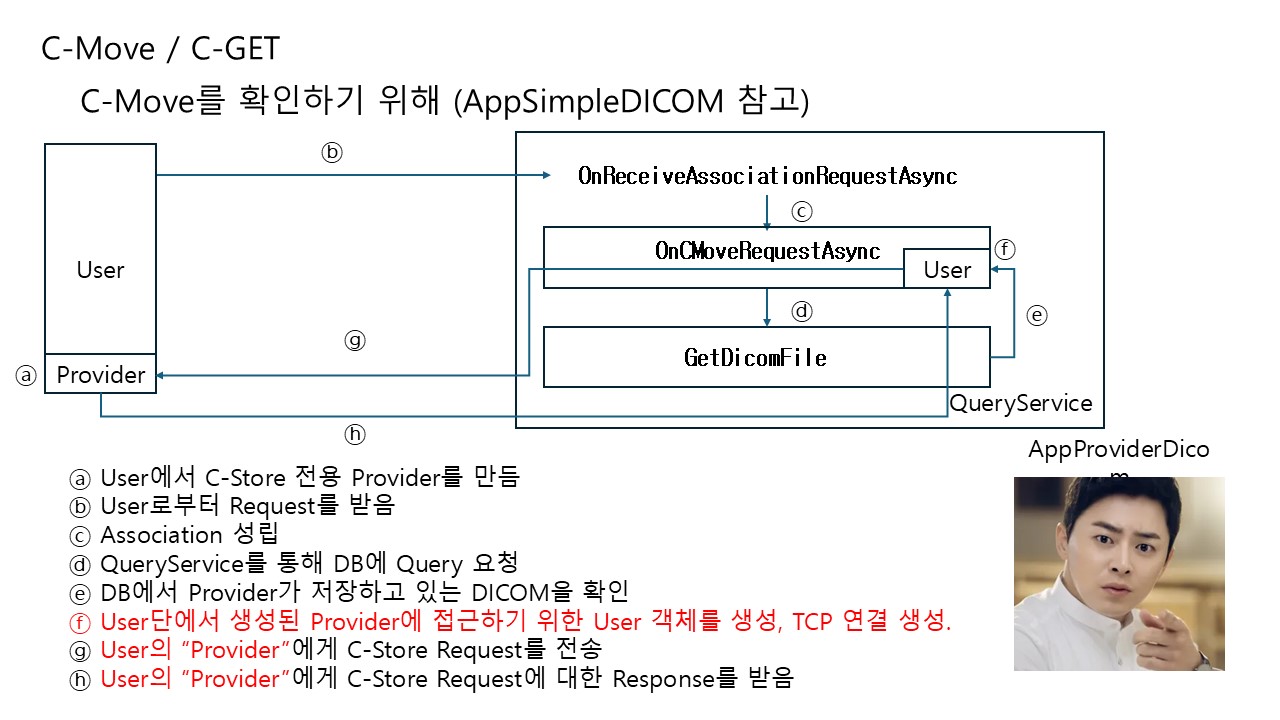 C-Move / C-GET
C-Move를 확인하기 위해 (AppSimpleDICOM 참고)
ⓑ
OnReceiveAssociationRequestAsync
ⓒ
OnCMoveRequestAsync
ⓕ
User
User
ⓓ
ⓔ
ⓖ
GetDicomFile
ⓐ
Provider
QueryService
ⓗ
AppProviderDico
m
ⓐ User에서 C-Store 전용 Provider를 만듬
ⓑ User로부터 Request를 받음
ⓒ Association 성립
ⓓ QueryService를 통해 DB에 Query 요청
ⓔ DB에서 Provider가 저장하고 있는 DICOM을 확인
ⓕ User단에서 생성된 Provider에 접근하기 위한 User 객체를 생성, TCP 연결 생성.
ⓖ User의 “Provider”에게 C-Store Request를 전송
ⓗ User의 “Provider”에게 C-Store Request에 대한 Response를 받음